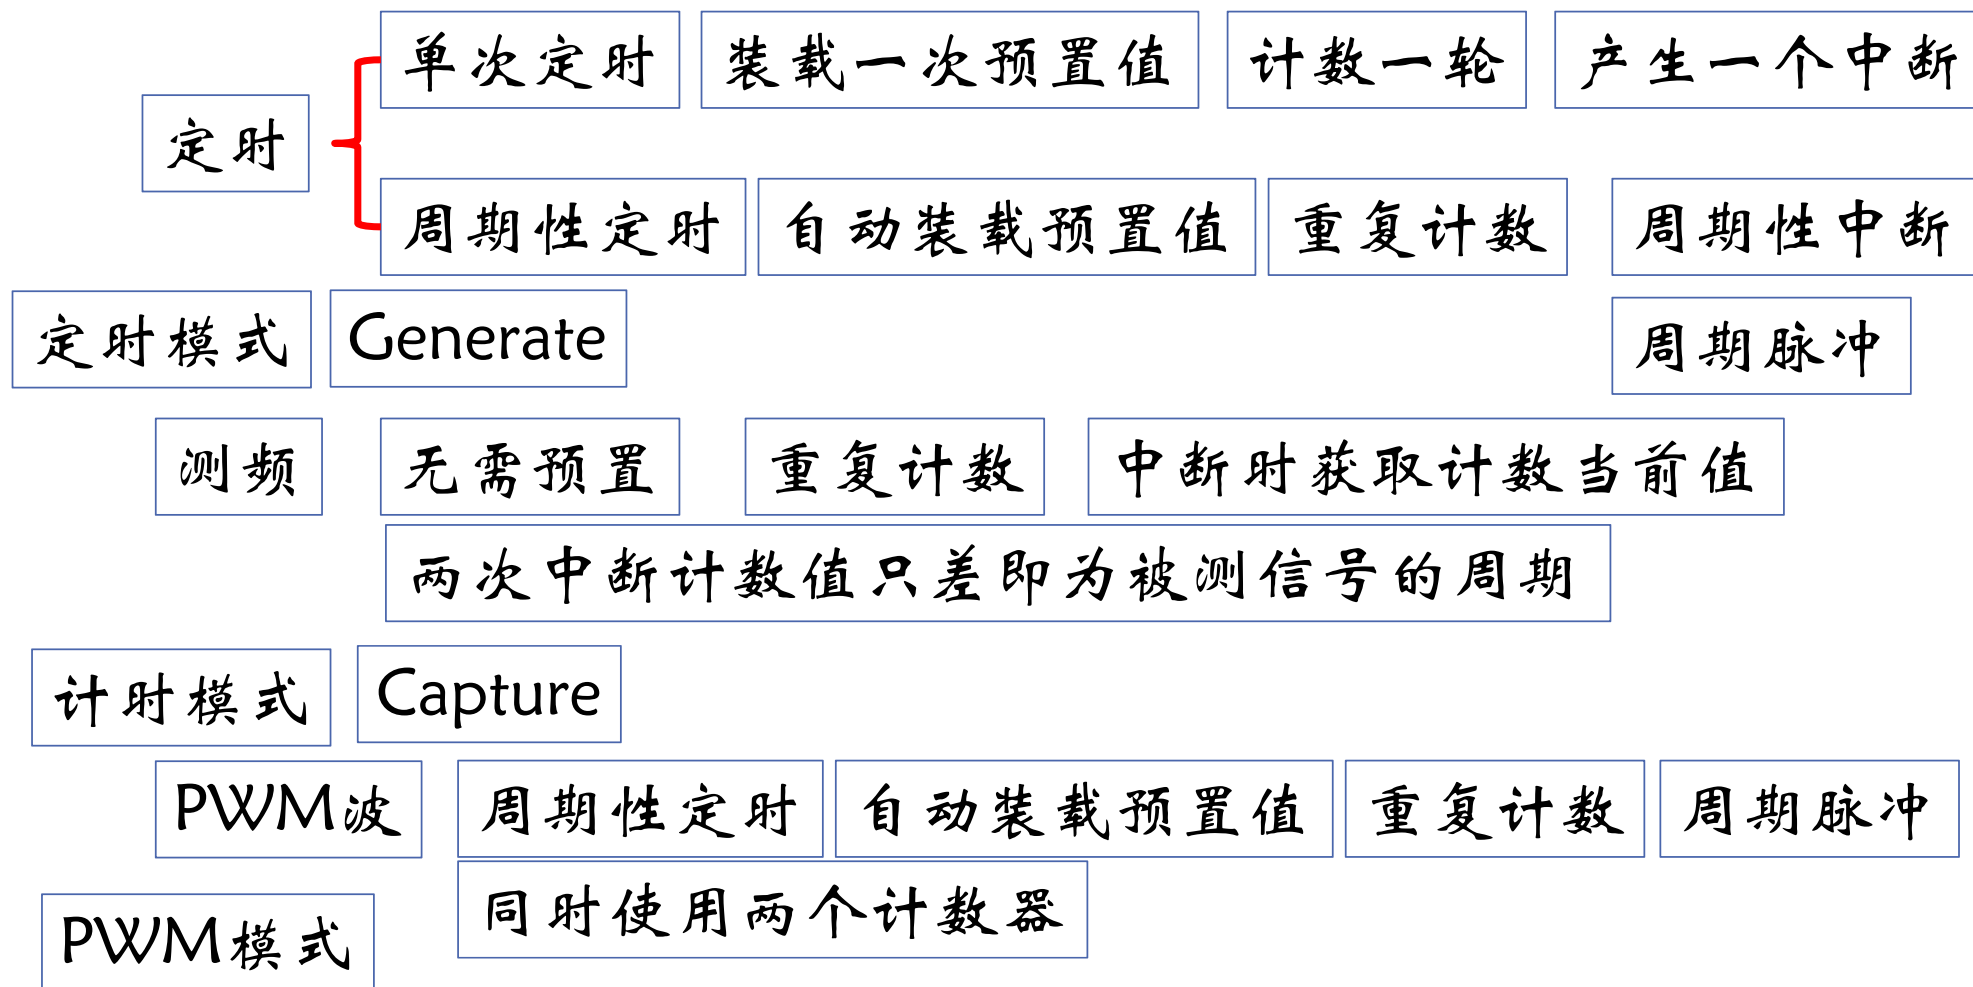 单次定时 装载一次预置值 计数一轮 产生一个中断
定时
周期性定时 自动装载预置值 重复计数 周期性中断
定时模式 Generate 周期脉冲
测频 无需预置 重复计数 中断时获取计数当前值
两次中断计数值只差即为被测信号的周期
计时模式 Capture
PWM波 周期性定时 自动装载预置值 重复计数 周期脉冲
同时使用两个计数器
PWM模式